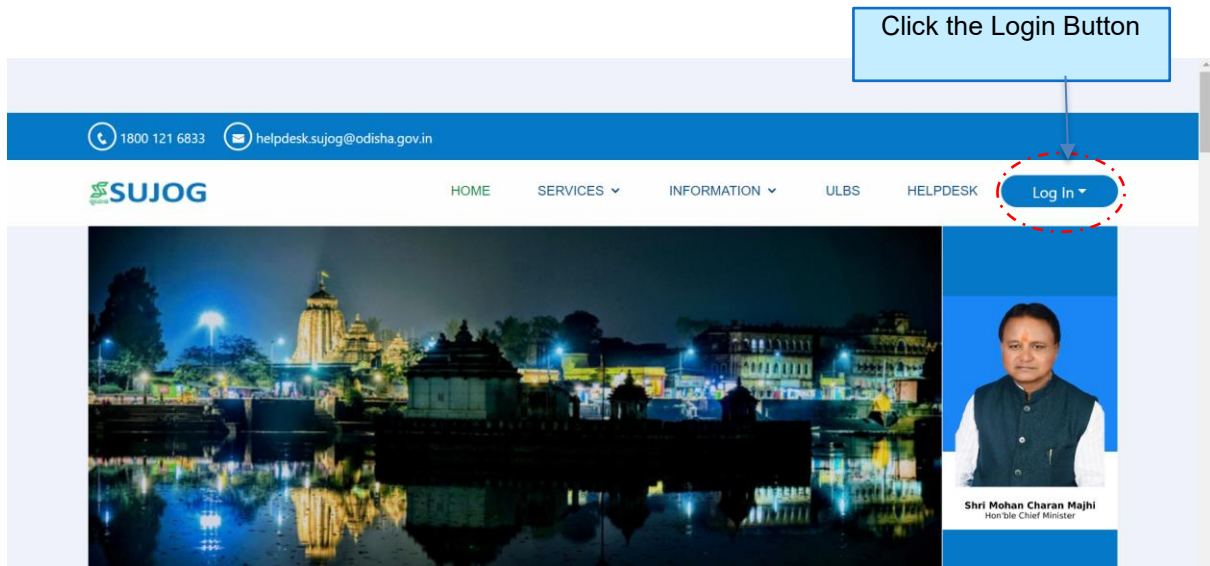 Click the Login Button
1800 121 6833 helpdesk.sujog@odisha.gov.in
SUJOG HOME SERVICES INFORMATION ULBS HELPDESK Log In
Shri Mohan Charan Majhi
Hon'ble Chief Minister